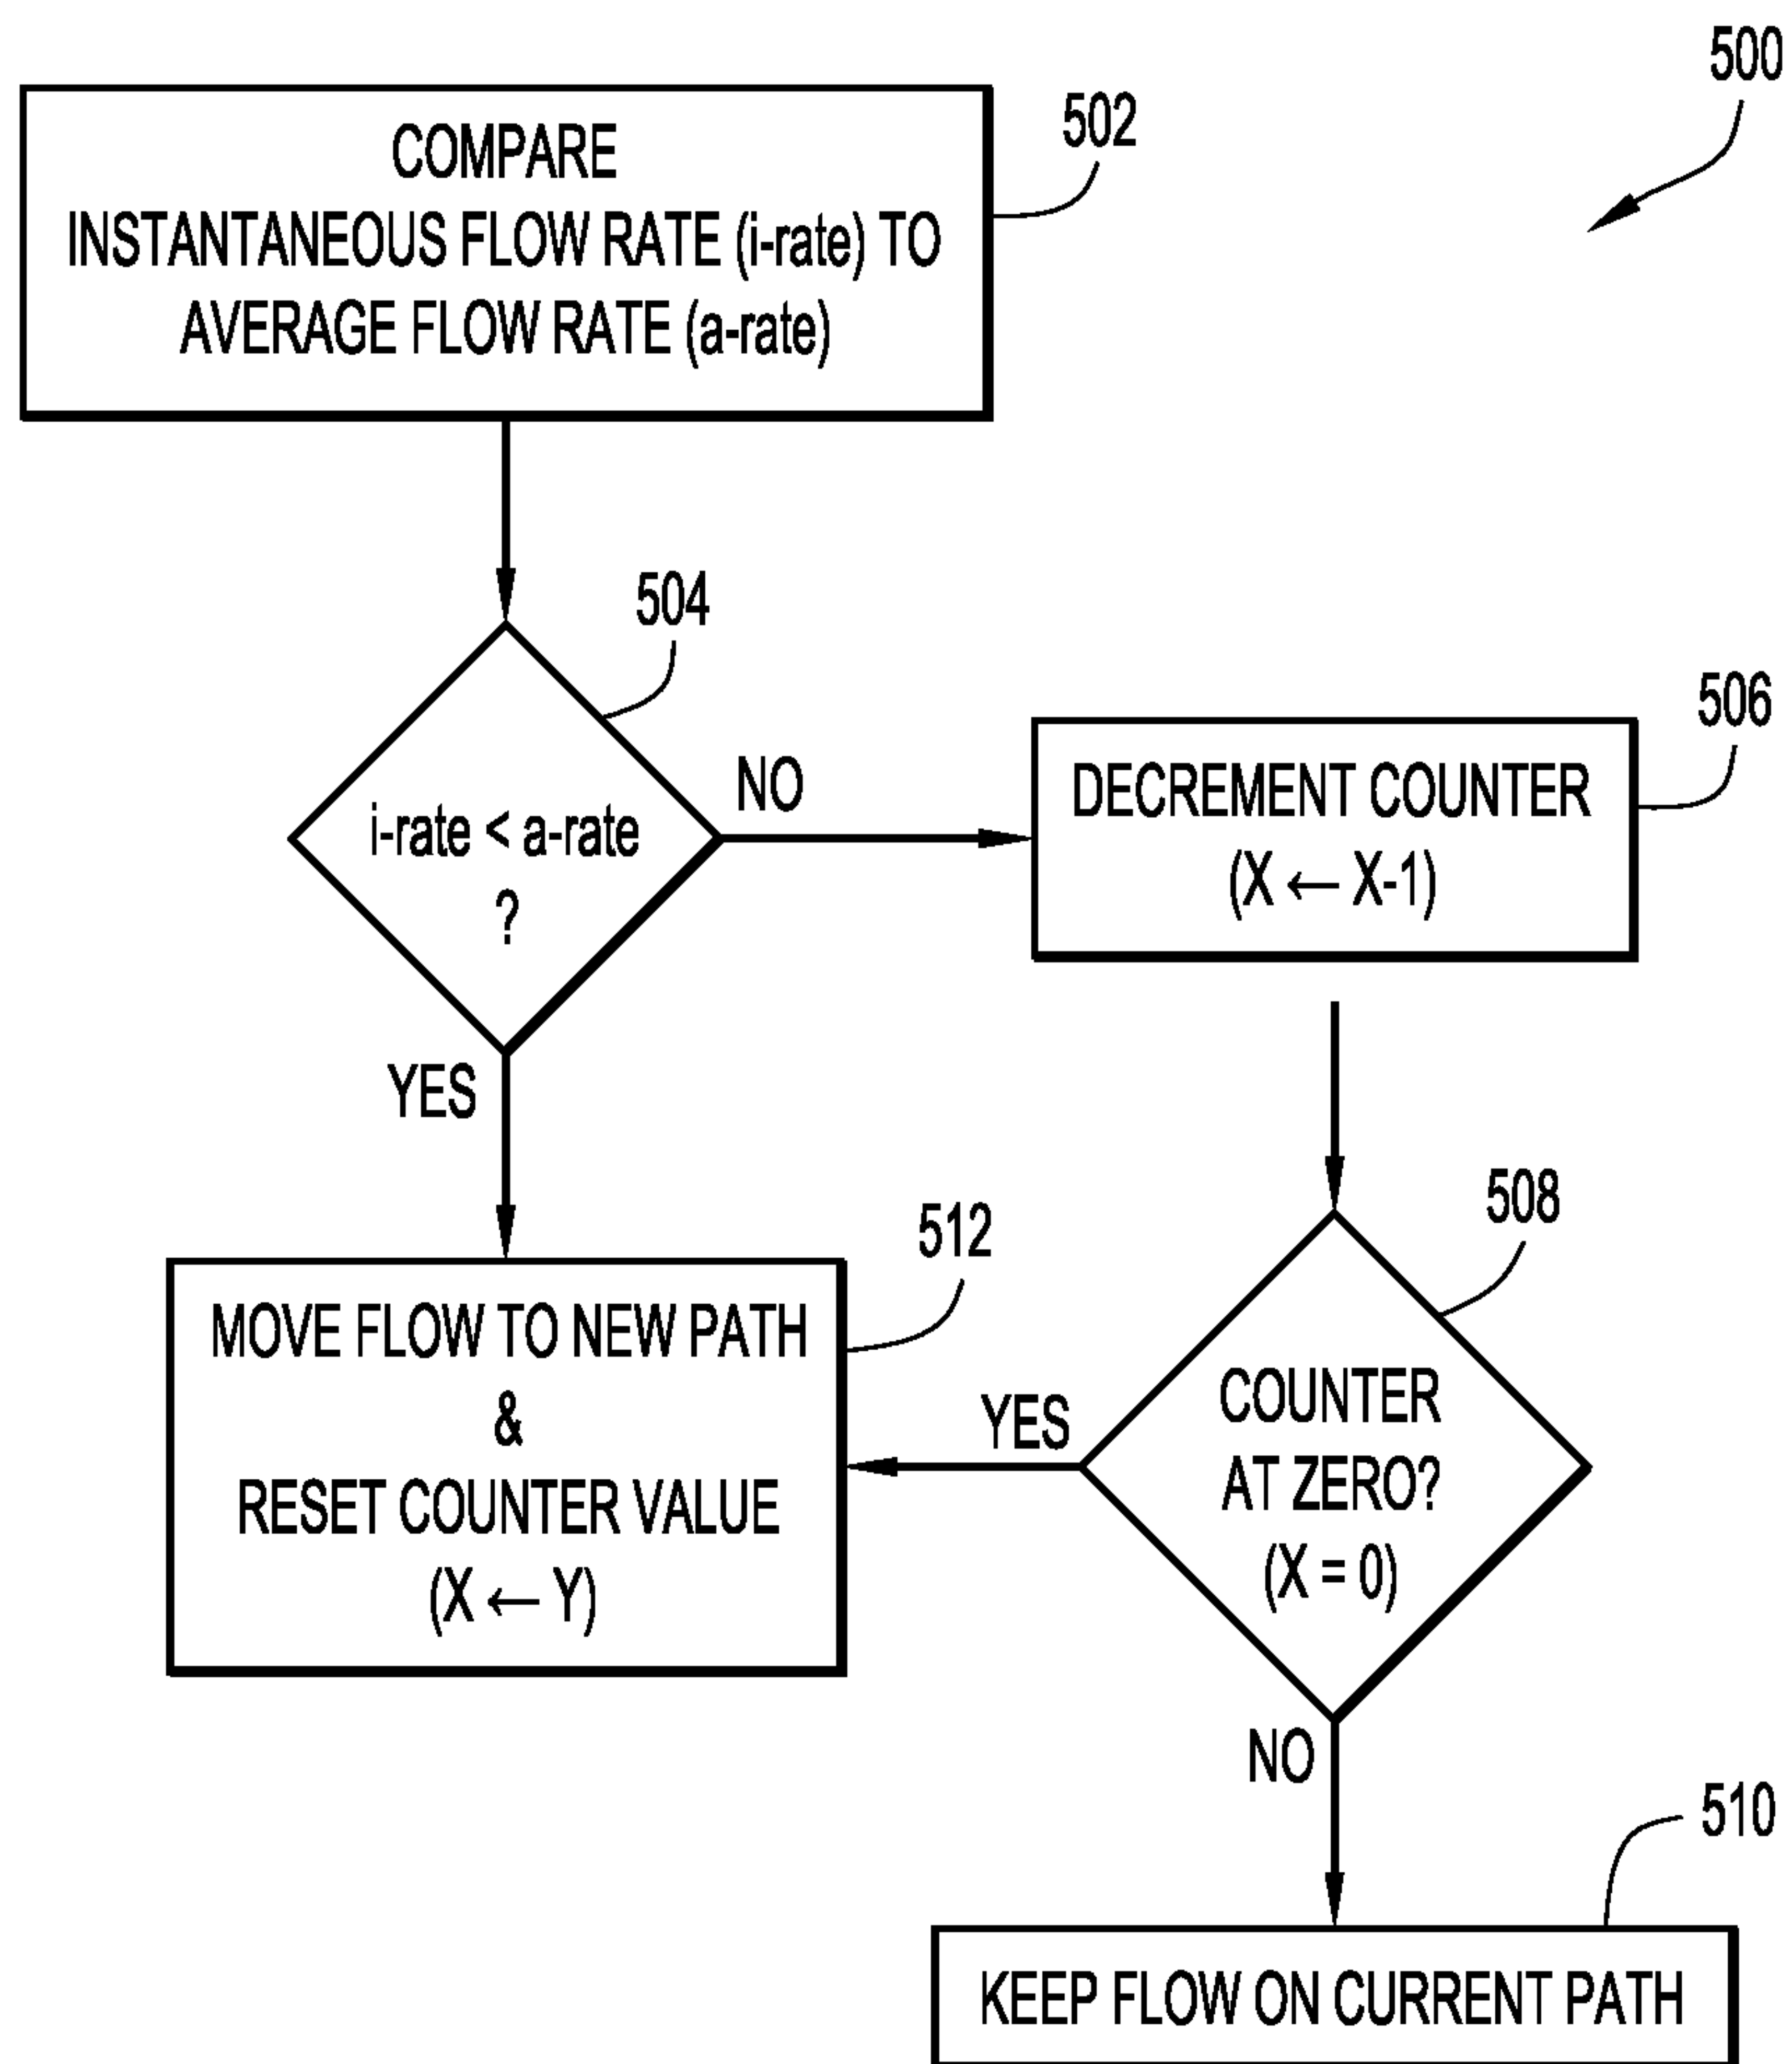 500
502
COMPARE
INSTANTANEOUS FLOW RATE (i-rate) TO
AVERAGE FLOW RATE (a-rate)
504
i-rate < a-rate
?
NO
506
DECREMENT COUNTER
(X ← X-1)
YES
512
MOVE FLOW TO NEW PATH
&
RESET COUNTER VALUE
(X ← Y)
508
YES
COUNTER
AT ZERO?
(X = 0)
NO
510
KEEP FLOW ON CURRENT PATH